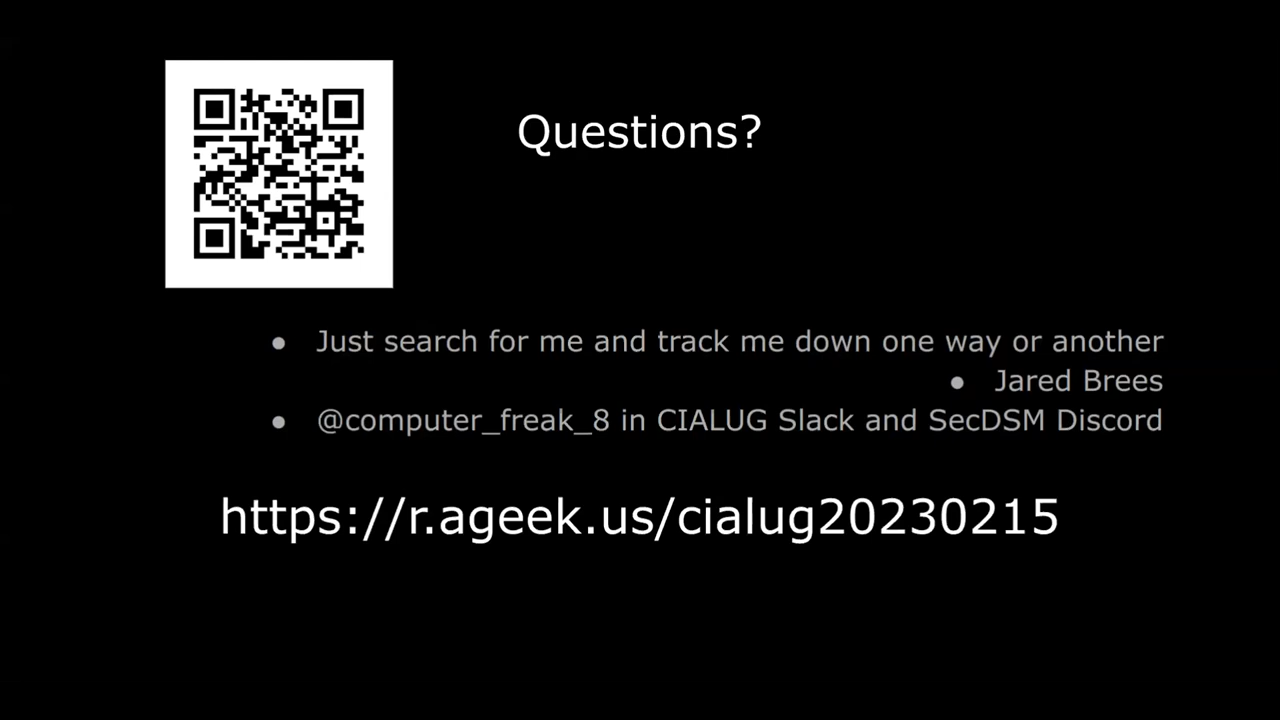 Questions?
● Just search for me and track me down one way or another
● Jared Brees
● @computer_freak_8 in CIALUG Slack and SecDSM Discord
https://r.ageek.us/cialug20230215